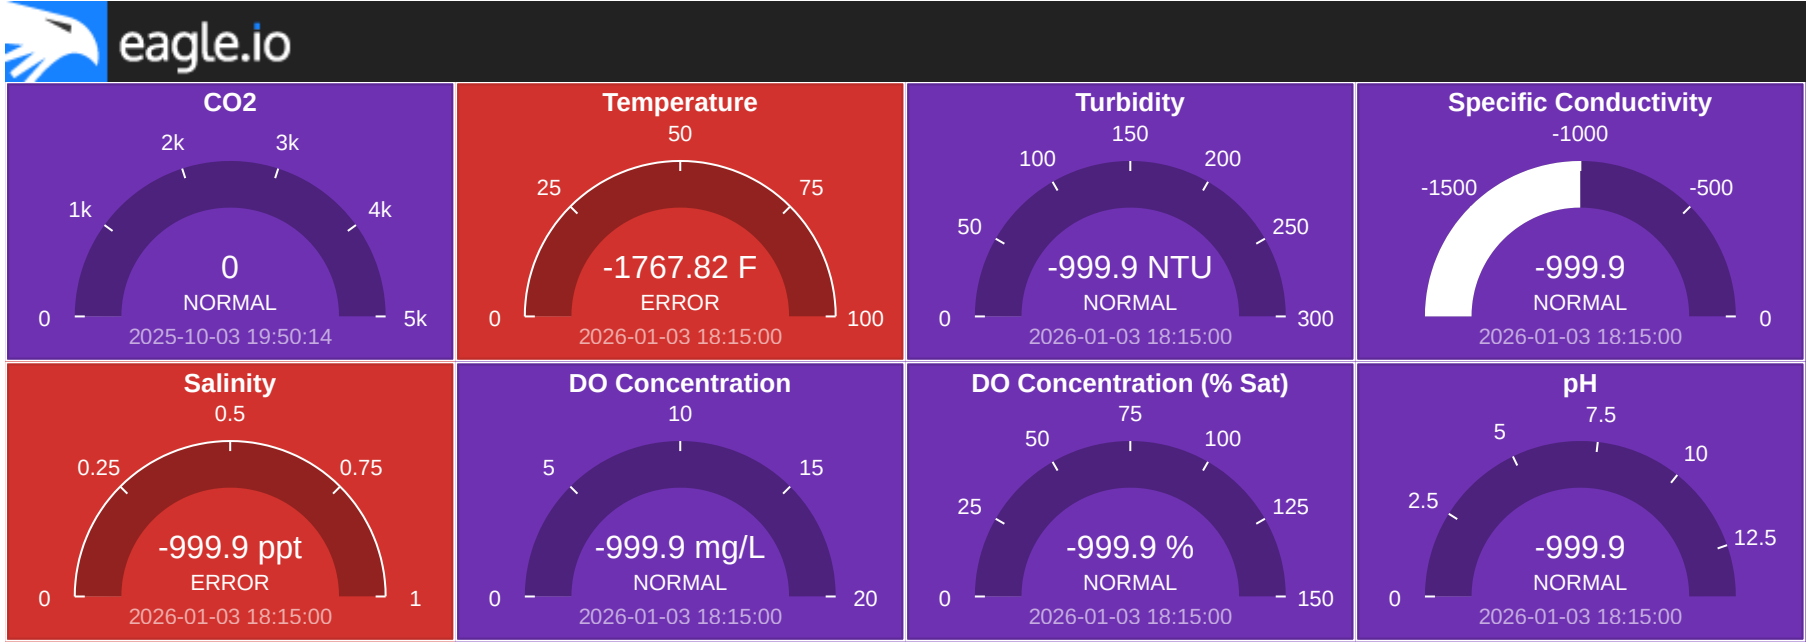 eagle.io
CO2
2k
3k
1k
4k
0
NORMAL
0
5k
2025-10-03 19:50:14
Temperature
50
25
75
-1767.82 F
ERROR
0
100
2026-01-03 18:15:00
Turbidity
150
100
200
50
250
-999.9 NTU
NORMAL
0
300
2026-01-03 18:15:00
Specific Conductivity
-1000
-1500
-500
-999.9
NORMAL
0
2026-01-03 18:15:00
Salinity
0.5
0.25
0.75
-999.9 ppt
ERROR
0
1
2026-01-03 18:15:00
DO Concentration
10
5
15
-999.9 mg/L
NORMAL
0
20
2026-01-03 18:15:00
DO Concentration (% Sat)
75
50
100
25
125
-999.9 %
NORMAL
0
150
2026-01-03 18:15:00
pH
7.5
5
10
2.5
12.5
-999.9
NORMAL
0
2026-01-03 18:15:00